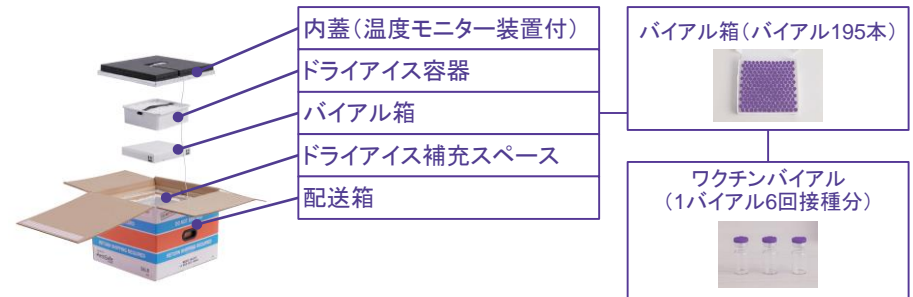 内蓋（温度モニター装置付）
ドライアイス容器
バイアル箱
ドライアイス補充スペース
配送箱
バイアル箱（バイアル195本）
ワクチンバイアル
（1バイアル6回接種分）